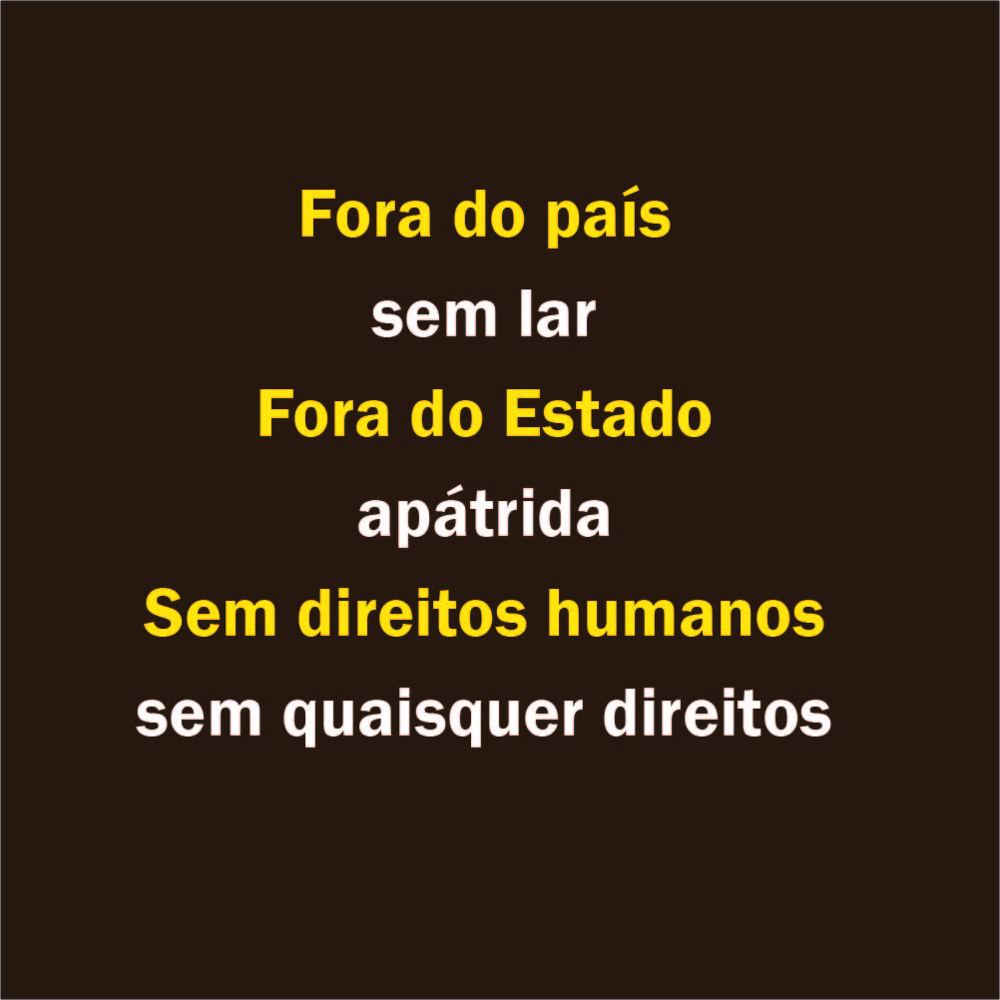 Fora do país
sem lar
Fora do Estado
apátrida
Sem direitos humanos
sem quaisquer direitos